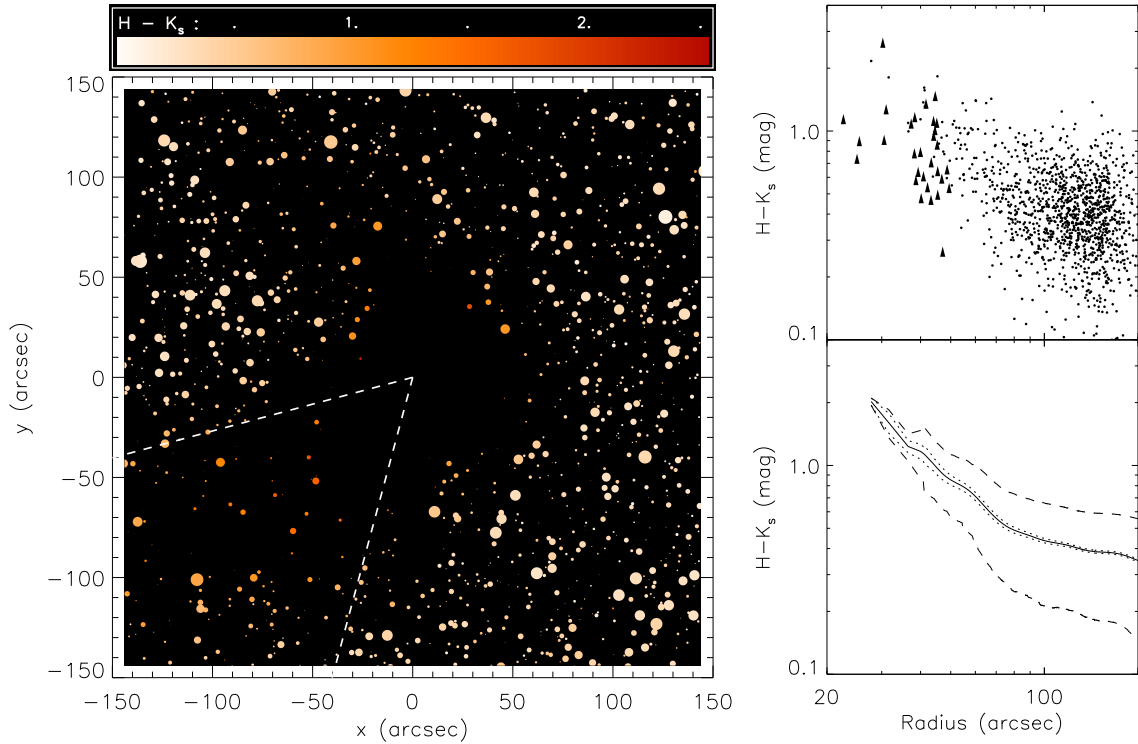 H − Ks : . 1. . 2. .
150
100
50
0
−50
−100
−150
y (arcsec)
−150 −100 −50 0 50 100 150
x (arcsec)
1.0
0.1
H−Ks (mag)
1.0
0.1
H−Ks (mag)
20 100
Radius (arcsec)